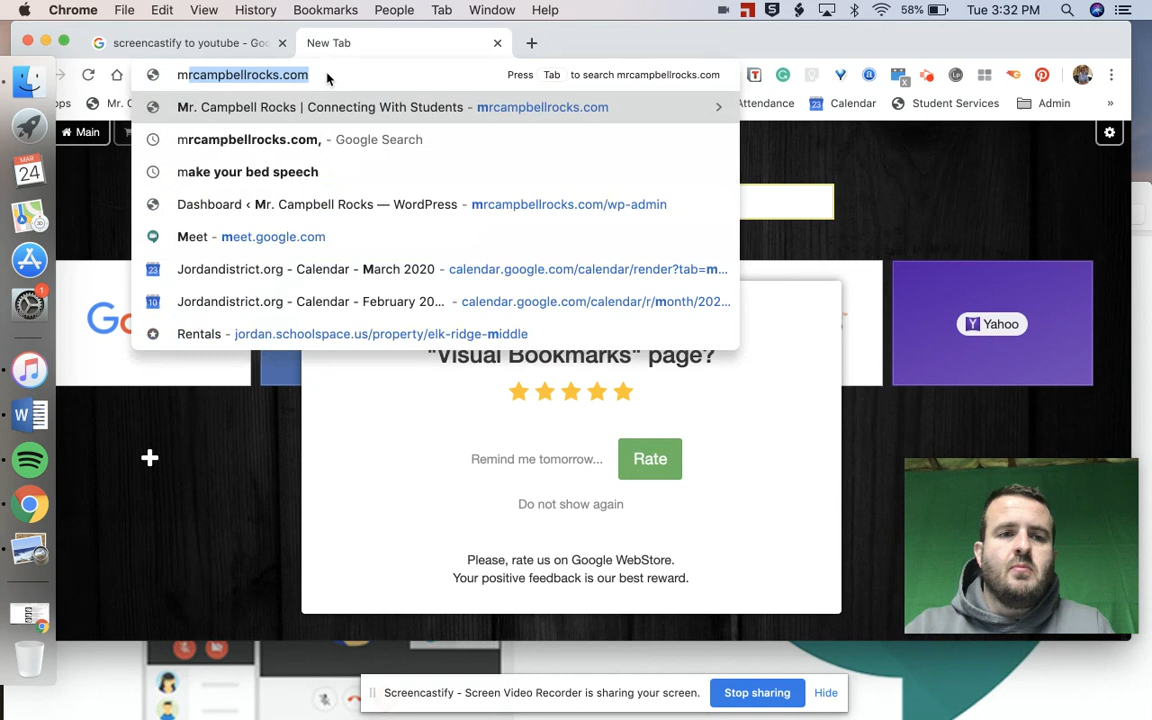 Chrome File Edit View History Bookmarks People Tab Window Help 58% Tue 3:32 PM
screencastify to youtube - Goo
New Tab
mrcampbellrocks.com Press Tab to search mrcampbellrocks.com
Mr. C Attendance Calendar Student Services Admin »
Mr. Campbell Rocks | Connecting With Students - mrcampbellrocks.com
Main
mrcampbellrocks.com, - Google Search
make your bed speech
Dashboard ‹ Mr. Campbell Rocks — WordPress - mrcampbellrocks.com/wp-admin
Meet - meet.google.com
Jordandistrict.org - Calendar - March 2020 - calendar.google.com/calendar/render?tab=m...
Jordandistrict.org - Calendar - February 20... - calendar.google.com/calendar/r/month/202...
Rentals - jordan.schoolspace.us/property/elk-ridge-middle
MAR
24
1
Yahoo
"Visual Bookmarks" page?
Remind me tomorrow... Rate
Do not show again
Please, rate us on Google WebStore.
Your positive feedback is our best reward.
Screencastify - Screen Video Recorder is sharing your screen. Stop sharing Hide